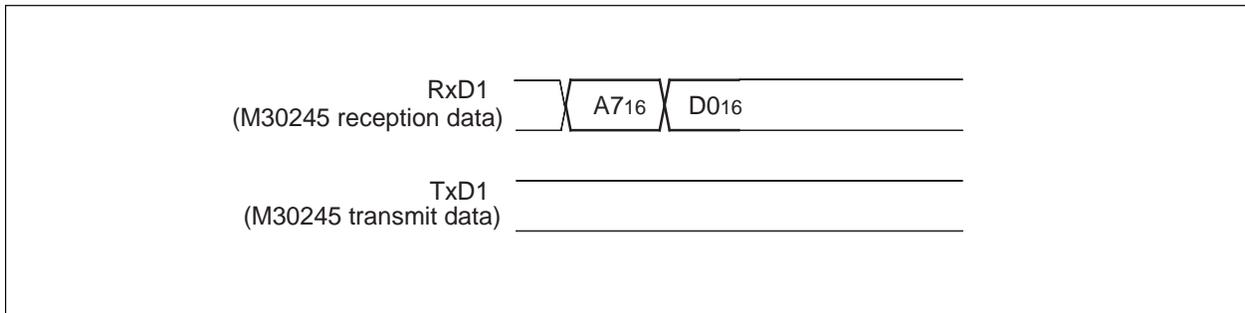 RxD1
(M30245 reception data)
A716
D016
TxD1
(M30245 transmit data)